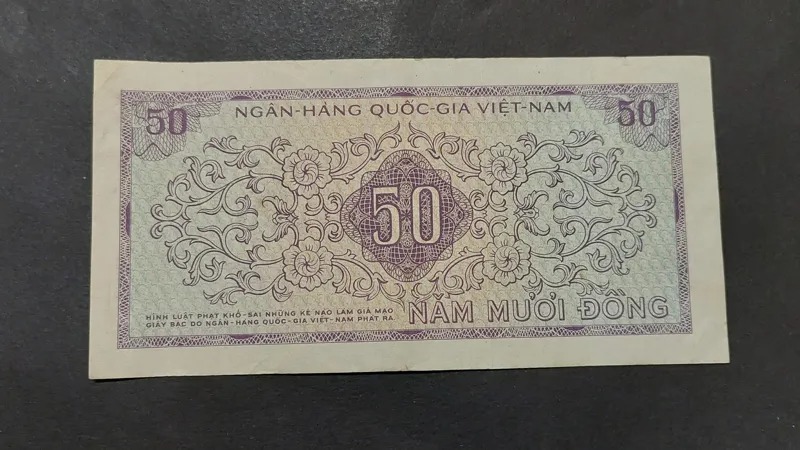 50
NGÂN-HÀNG QUỐC-GIA VIỆT-NAM
50
50
HÌNH LUẬT PHẠT KHỔ-SAI NHỮNG KẺ NÀO LÀM GIẢ MẠO
GIẤY BẠC DO NGÂN-HÀNG QUỐC-GIA VIỆT-NAM PHÁT RA
NĂM MƯƠI ĐỒNG